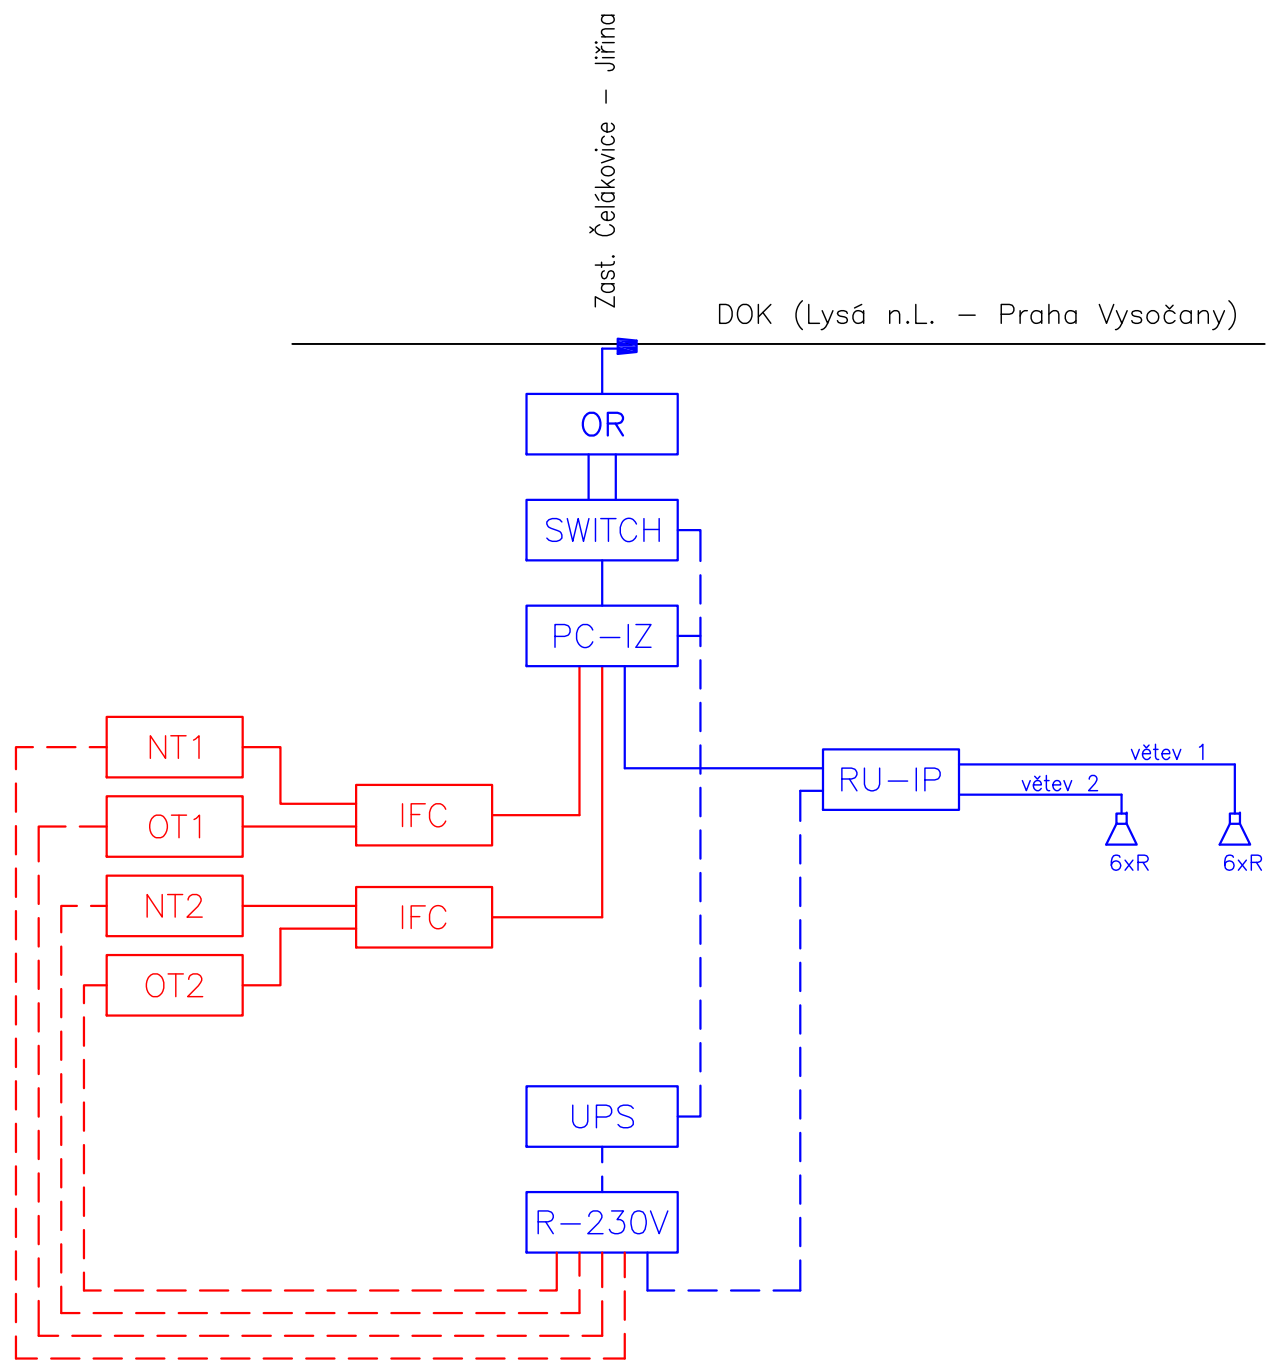 Zast. Čelákovice - Jiřina
DOK (Lysá n.L. - Praha Vysočany)
OR
SWITCH
PC-IZ
NT1
OT1
NT2
OT2
IFC
IFC
RU-IP
větev 1
větev 2
6xR
6xR
UPS
R-230V